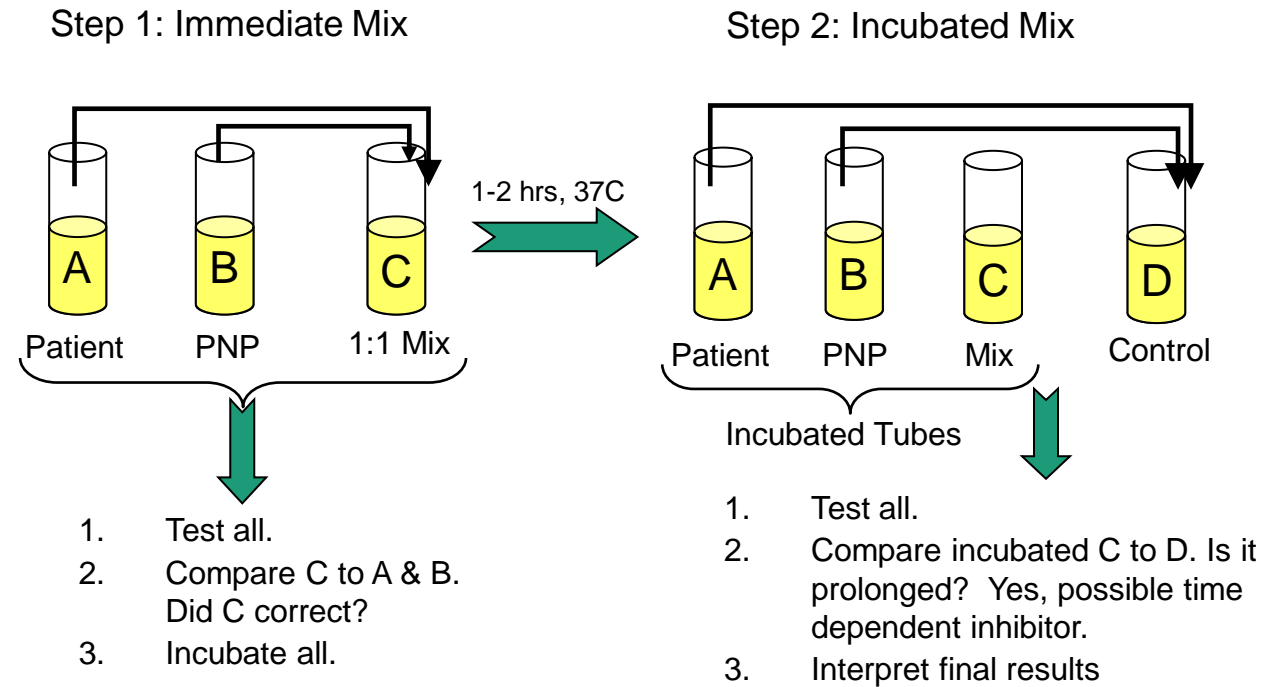 Step 1: Immediate Mix
A
B
C
Patient
PNP
1:1 Mix
1. Test all.
2. Compare C to A & B.
Did C correct?
3. Incubate all.
1-2 hrs, 37C
Step 2: Incubated Mix
A
B
C
D
Patient
PNP
Mix
Control
Incubated Tubes
1. Test all.
2. Compare incubated C to D. Is it
prolonged? Yes, possible time
dependent inhibitor.
3. Interpret final results